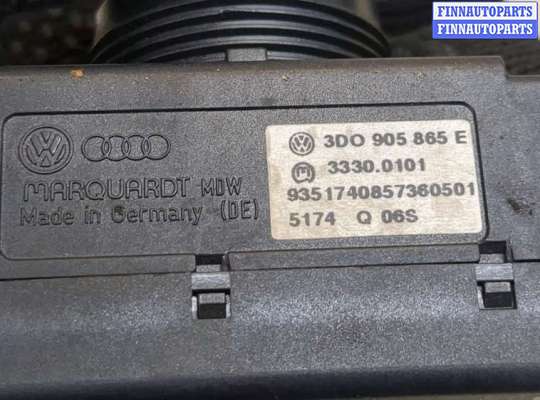 FINNAUTOPARTS
FINNAUTOPARTS
MARQUARDT MDW
Made in Germany (DE)
3D0 905 865 E
3330.0101
9351740857360501
5174 Q 06S